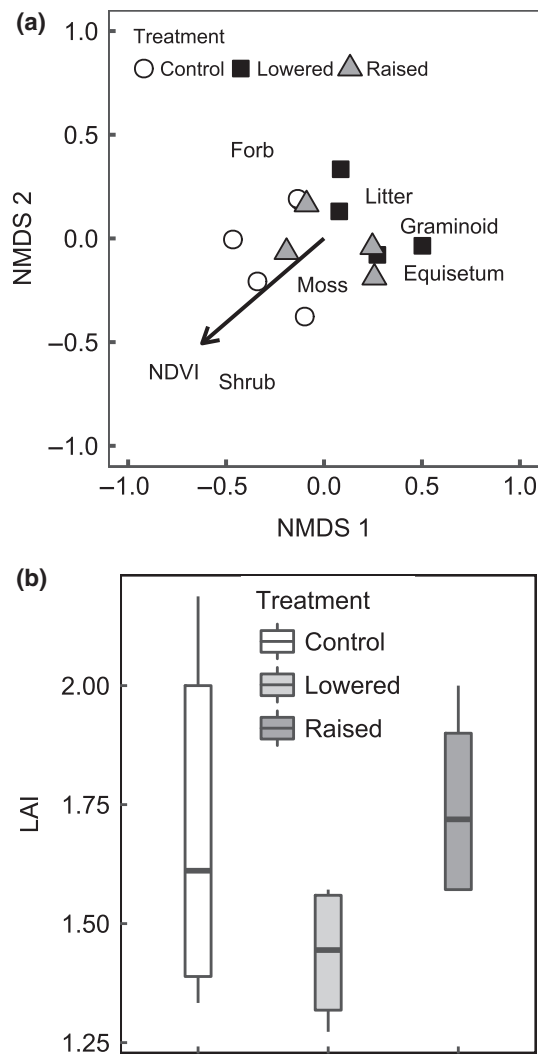 (a)
Treatment
Control Lowered Raised
1.0
0.5
0.0
–0.5
–1.0
NMDS 2
Forb
Litter
Graminoid
Equisetum
Moss
NDVI
Shrub
–1.0 –0.5 0.0 0.5 1.0
NMDS 1
(b)
Treatment
Control
Lowered
Raised
2.00
1.75
1.50
1.25
LAI